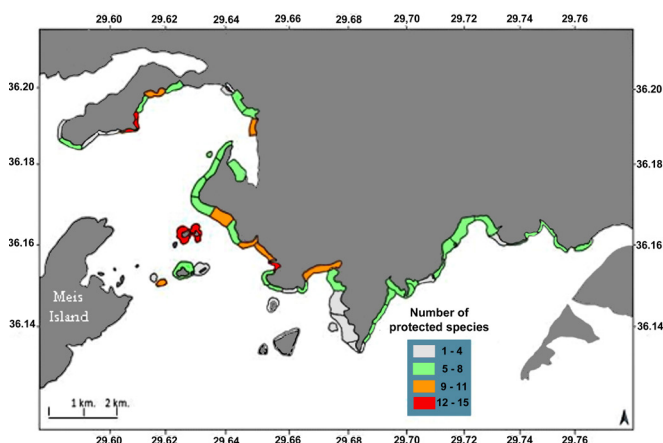 29.60 29.62 29.64 29.66 29.68 29.70 29.72 29.74 29.76
36.20 36.20
36.18 36.18
36.16 36.16
36.14 36.14
Meis
Island
Number of
protected species
1 - 4
5 - 8
9 - 11
12 - 15
1 km. 2 km.
29.60 29.62 29.64 29.66 29.68 29.70 29.72 29.74 29.76